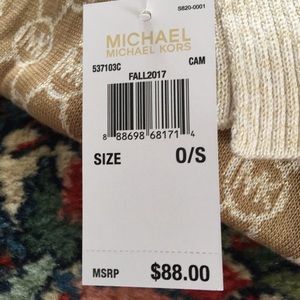 S820-0001
MICHAEL
MICHAEL KORS
537103C CAM
FALL2017
8 88698 68171 4
SIZE O/S
MSRP $88.00